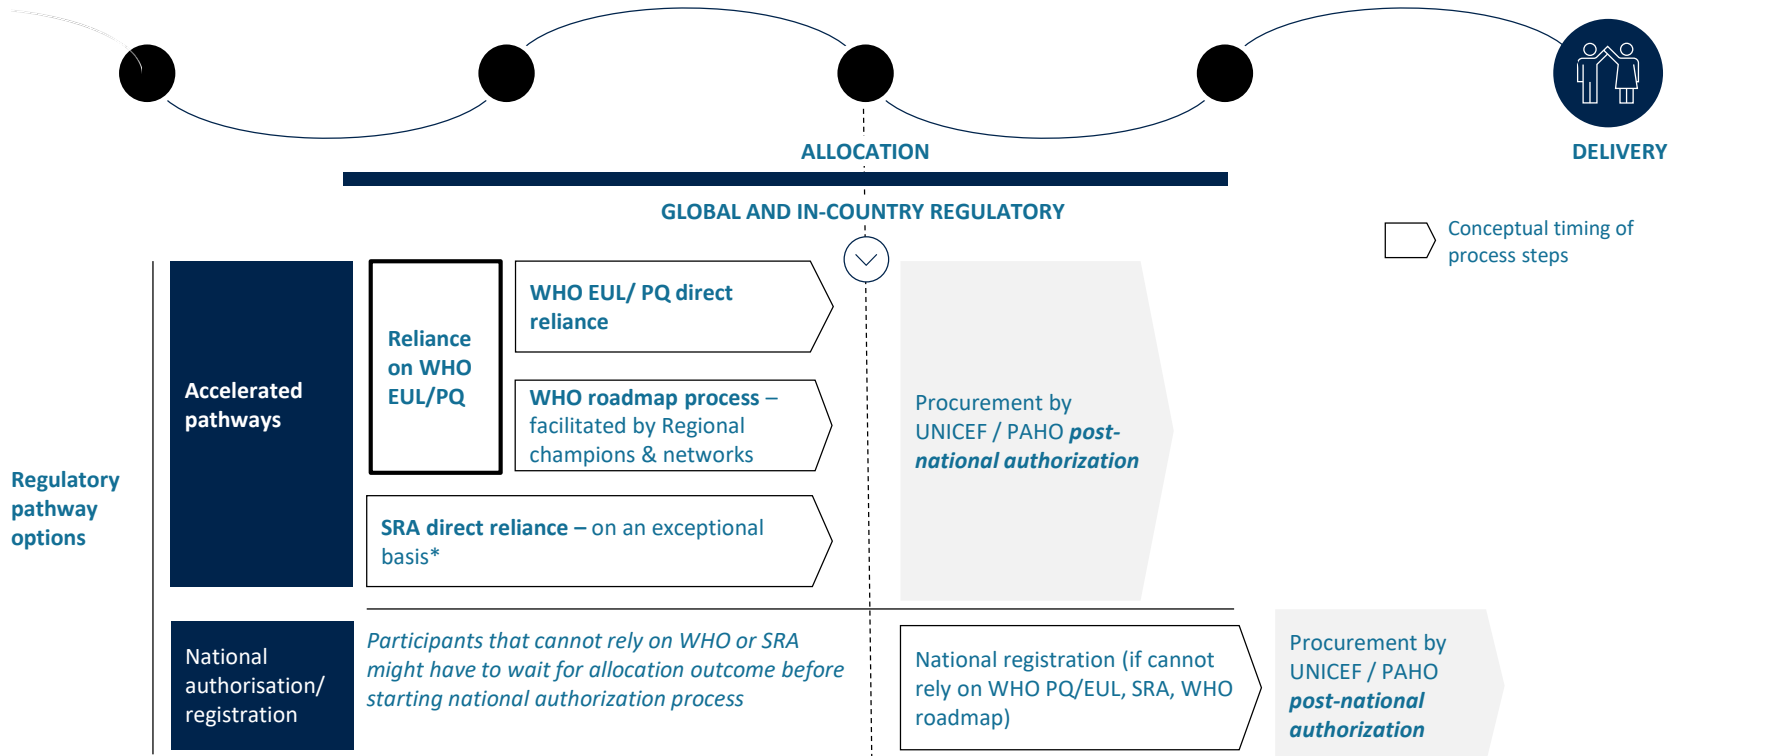 ALLOCATION
DELIVERY
GLOBAL AND IN-COUNTRY REGULATORY
Conceptual timing of
process steps
Regulatory
pathway
options
Accelerated
pathways
Reliance
on WHO
EUL/PQ
WHO EUL/ PQ direct
reliance
WHO roadmap process –
facilitated by Regional
champions & networks
SRA direct reliance – on an exceptional
basis*
Procurement by
UNICEF / PAHO post-
national authorization
National
authorisation/
registration
Participants that cannot rely on WHO or SRA
might have to wait for allocation outcome before
starting national authorization process
National registration (if cannot
rely on WHO PQ/EUL, SRA, WHO
roadmap)
Procurement by
UNICEF / PAHO
post-national
authorization